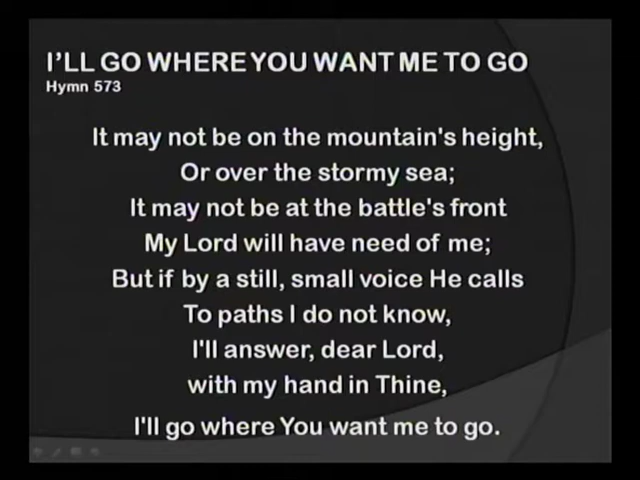 I’LL GO WHERE YOU WANT ME TO GO
Hymn 573
It may not be on the mountain's height,
Or over the stormy sea;
It may not be at the battle's front
My Lord will have need of me;
But if by a still, small voice He calls
To paths I do not know,
I'll answer, dear Lord,
with my hand in Thine,
I'll go where You want me to go.